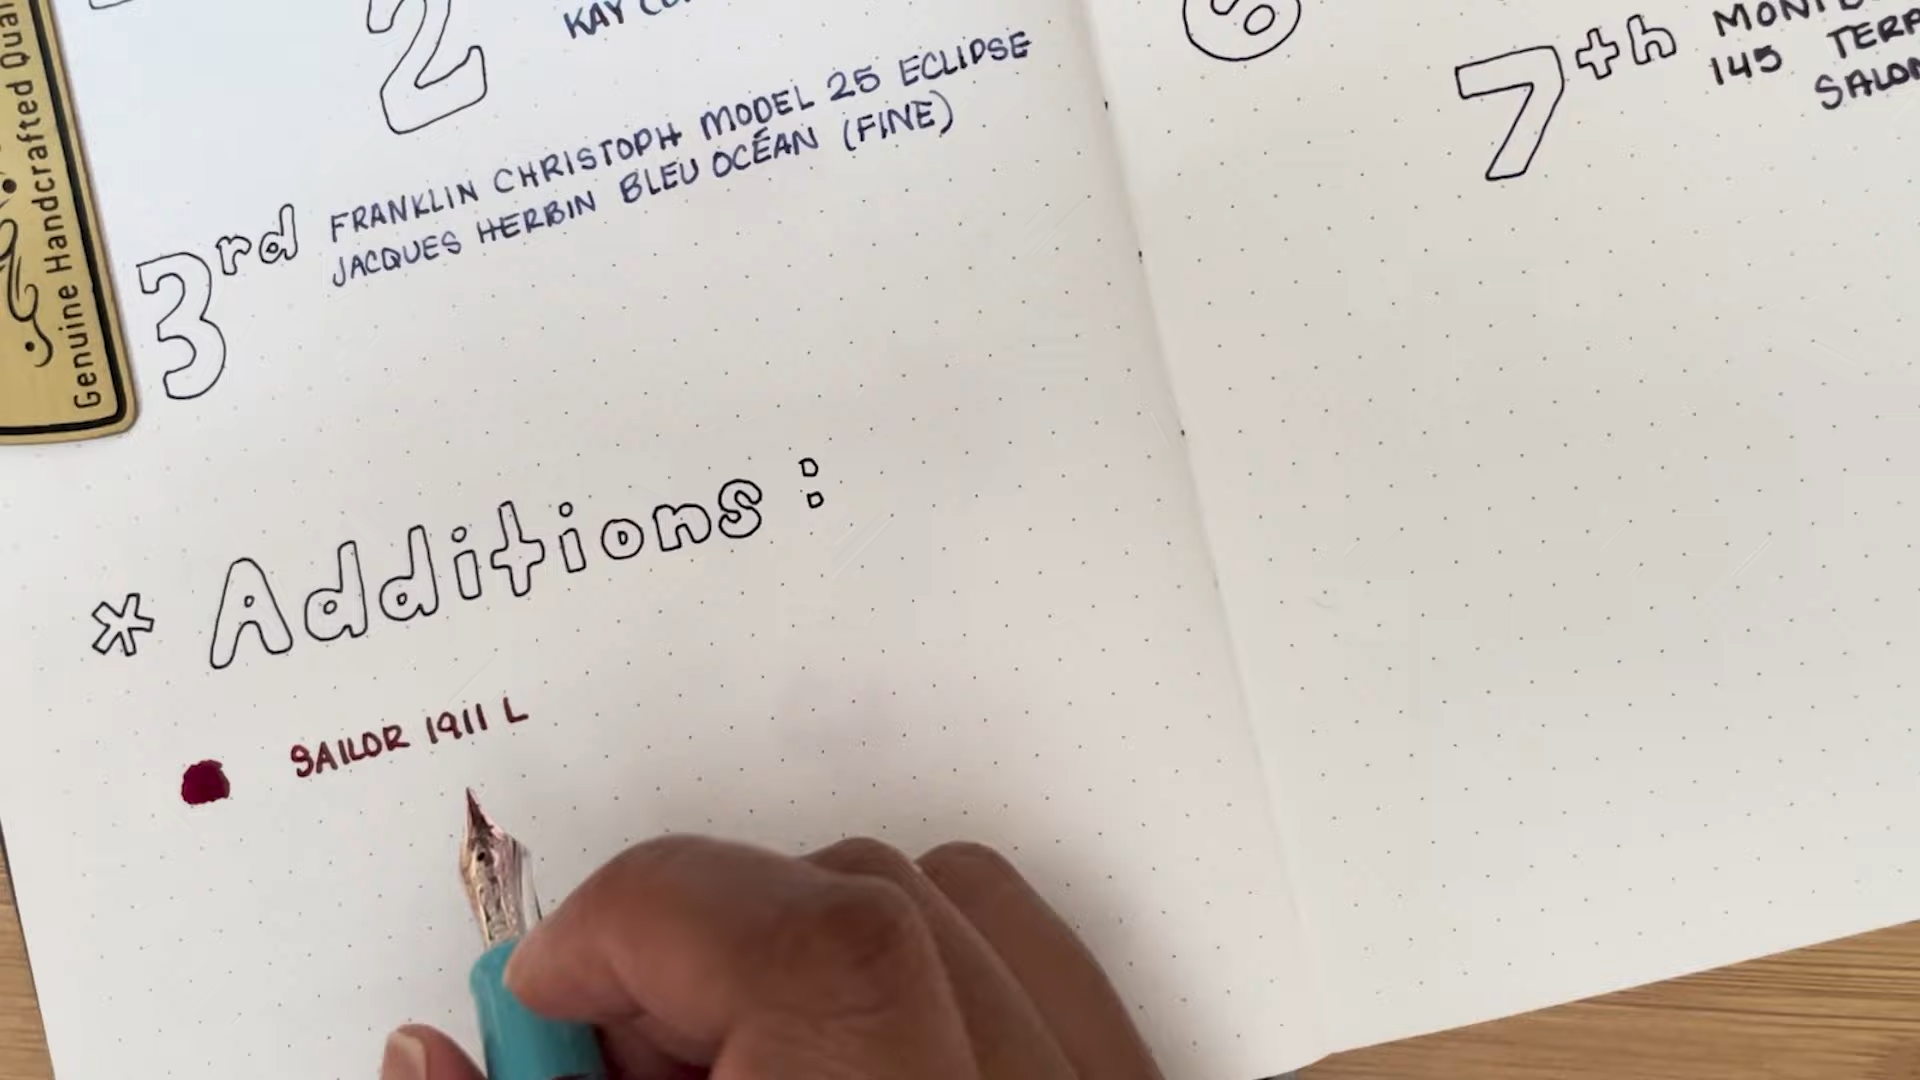 Genuine Handcrafted
2
KAY
3rd
FRANKLIN CHRISTOPH MODEL 25 ECLIPSE
JACQUES HERBIN BLEU OCÉAN (FINE)
* Additions :
SAILOR 1911 L
7th
145